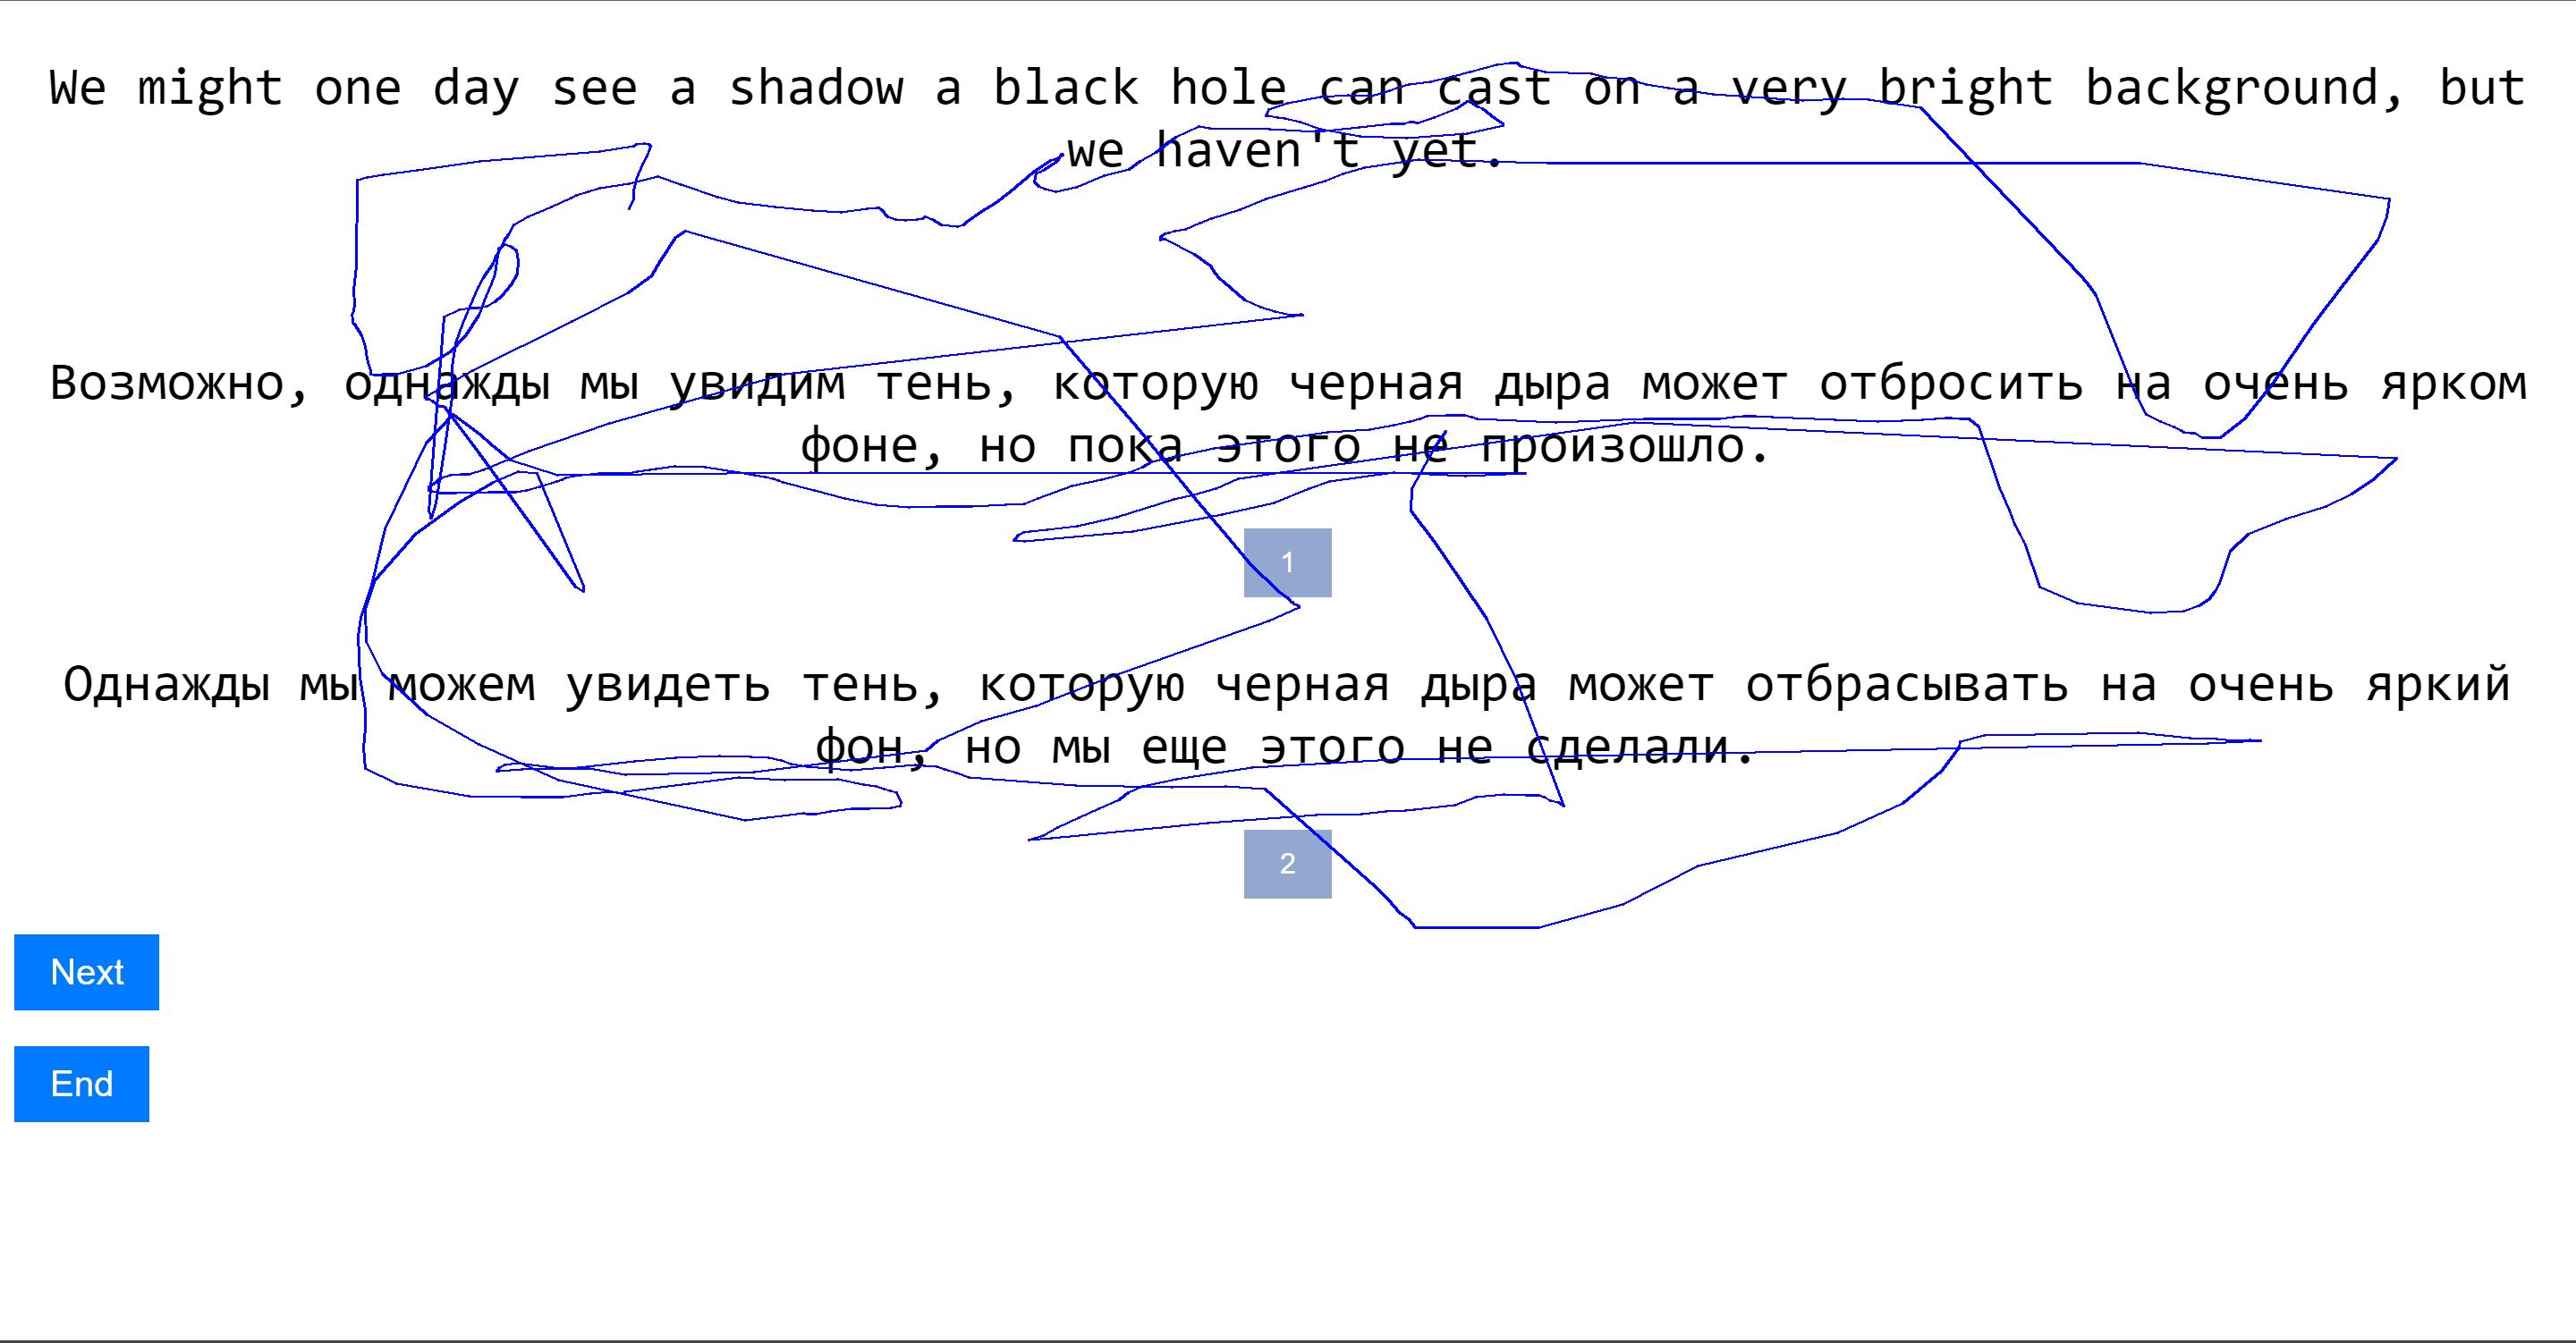 We might one day see a shadow a black hole can cast on a very bright background, but
we haven't yet.
Возможно, однажды мы увидим тень, которую черная дыра может отбросить на очень ярком
фоне, но пока этого не произошло.
1
Однажды мы можем увидеть тень, которую черная дыра может отбрасывать на очень яркий
фон, но мы еще этого не сделали.
2
Next
End